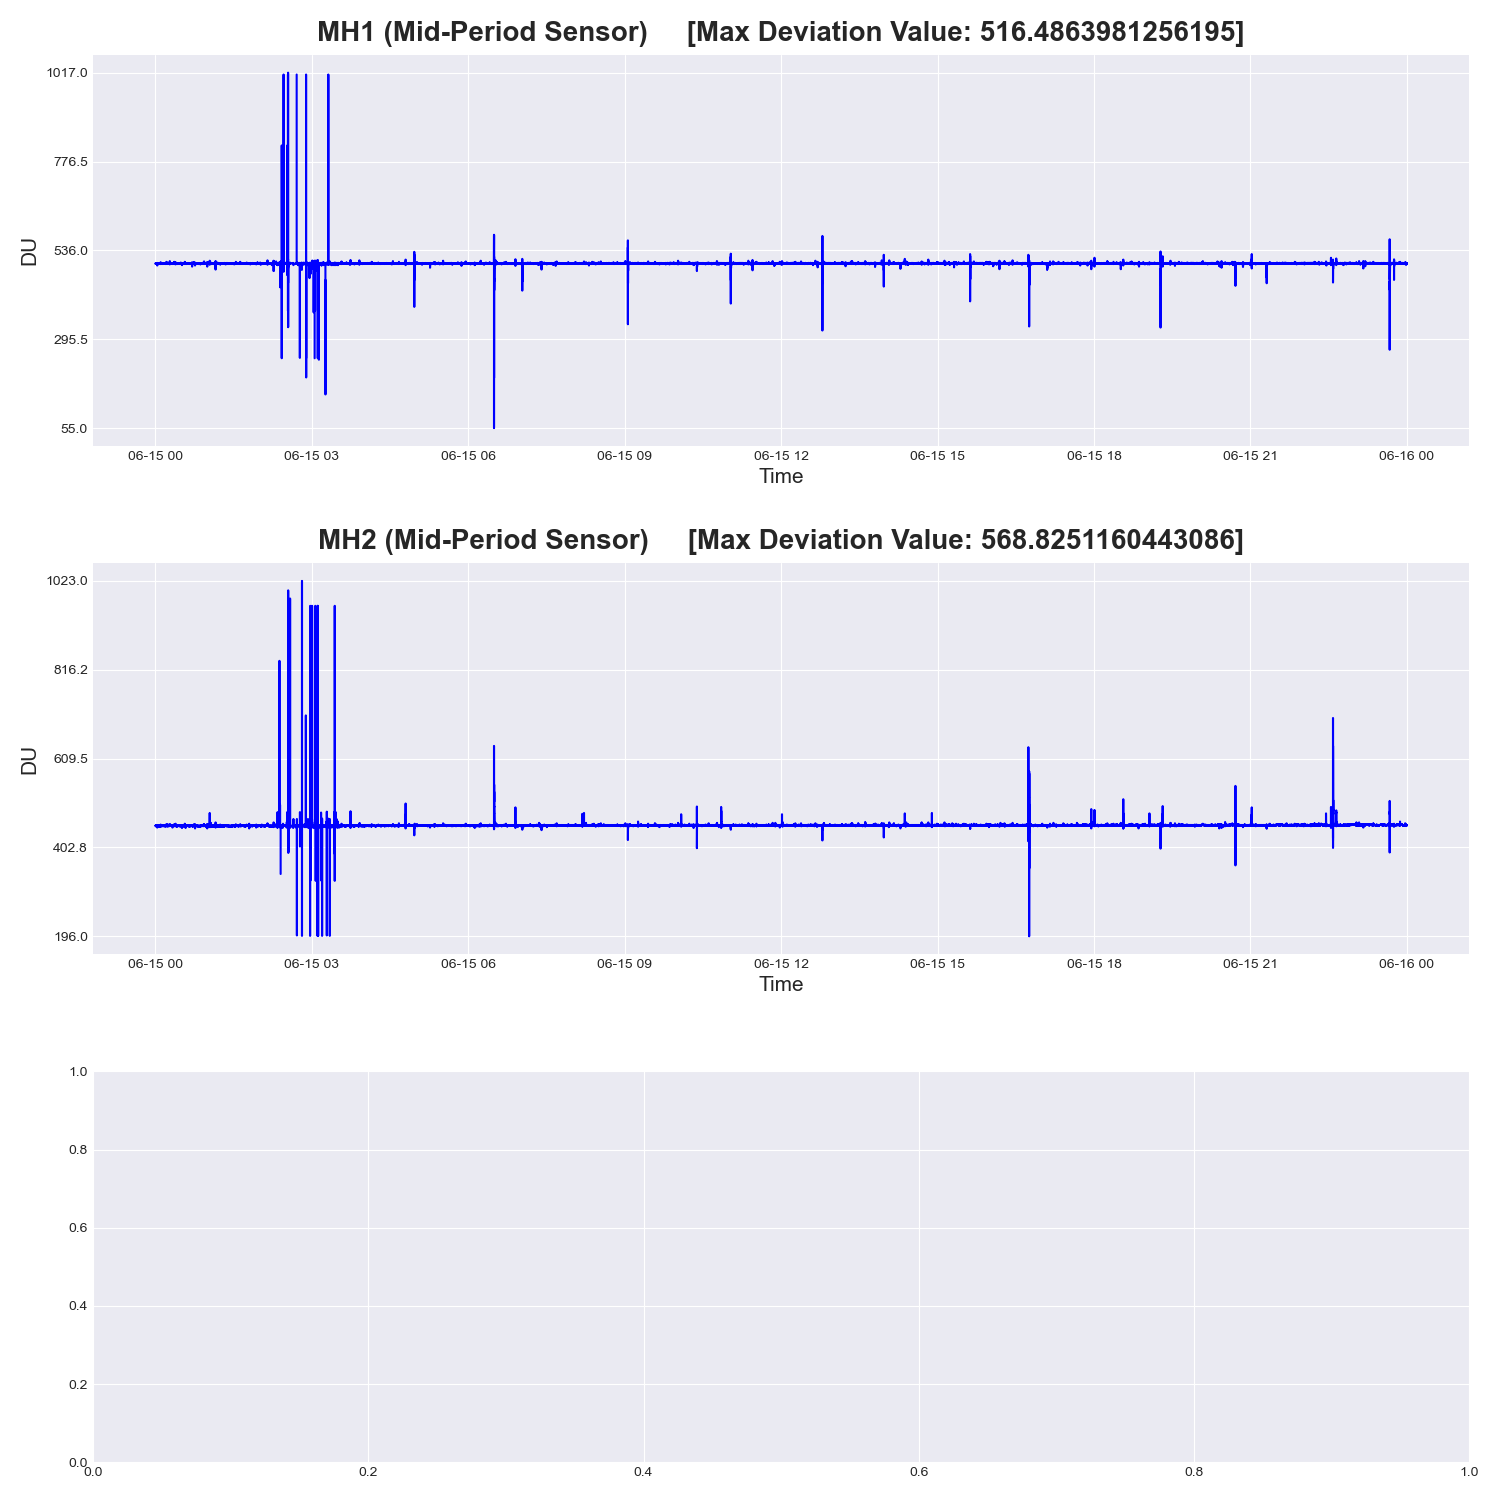 MH1 (Mid-Period Sensor) [Max Deviation Value: 516.4863981256195]
1017.0
776.5
536.0
295.5
55.0
DU
06-15 00 06-15 03 06-15 06 06-15 09 06-15 12 06-15 15 06-15 18 06-15 21 06-16 00
Time
MH2 (Mid-Period Sensor) [Max Deviation Value: 568.8251160443086]
1023.0
816.2
609.5
402.8
196.0
DU
06-15 00 06-15 03 06-15 06 06-15 09 06-15 12 06-15 15 06-15 18 06-15 21 06-16 00
Time
1.0
0.8
0.6
0.4
0.2
0.0
0.0 0.2 0.4 0.6 0.8 1.0